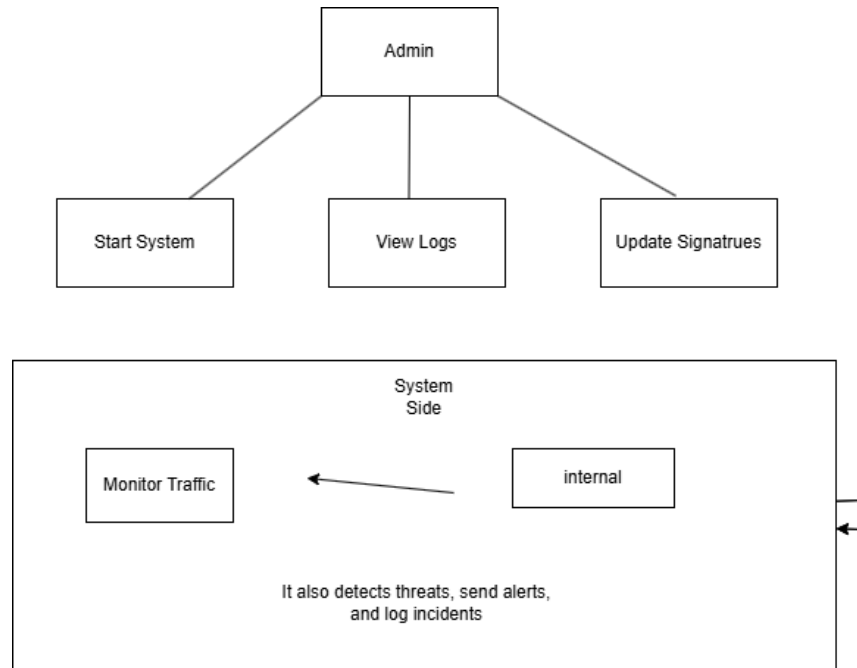 Admin
Start System
View Logs
Update Signatrues
System
Side
Monitor Traffic
internal
It also detects threats, send alerts,
and log incidents